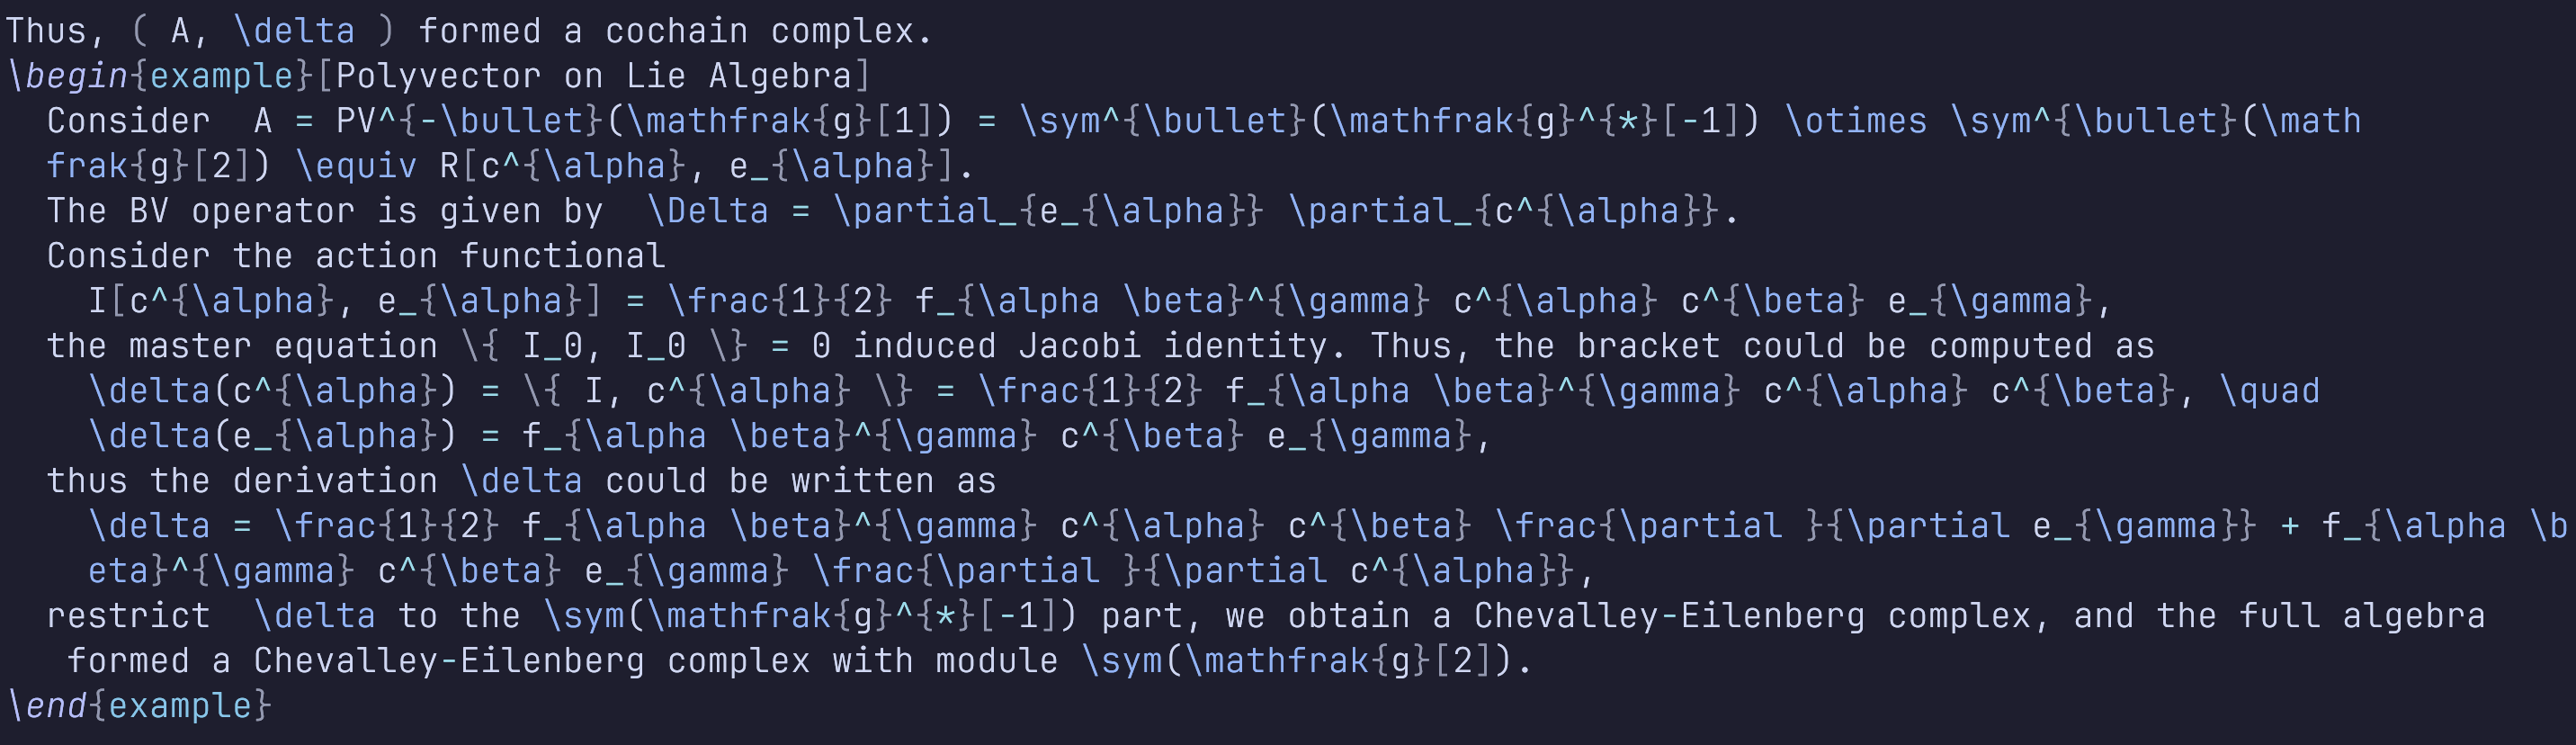 Thus, ( A, \delta ) formed a cochain complex.
\begin{example}[Polyvector on Lie Algebra]
Consider  A = PV^{-\bullet}(\mathfrak{g}[1]) = \sym^{\bullet}(\mathfrak{g}^{*}[-1]) \otimes \sym^{\bullet}(\math
frak{g}[2]) \equiv R[c^{\alpha}, e_{\alpha}].
The BV operator is given by  \Delta = \partial_{e_{\alpha}} \partial_{c^{\alpha}}.
Consider the action functional
I[c^{\alpha}, e_{\alpha}] = \frac{1}{2} f_{\alpha \beta}^{\gamma} c^{\alpha} c^{\beta} e_{\gamma},
the master equation \{ I_0, I_0 \} = 0 induced Jacobi identity. Thus, the bracket could be computed as
\delta(c^{\alpha}) = \{ I, c^{\alpha} \} = \frac{1}{2} f_{\alpha \beta}^{\gamma} c^{\alpha} c^{\beta}, \quad
\delta(e_{\alpha}) = f_{\alpha \beta}^{\gamma} c^{\beta} e_{\gamma},
thus the derivation \delta could be written as
\delta = \frac{1}{2} f_{\alpha \beta}^{\gamma} c^{\alpha} c^{\beta} \frac{\partial }{\partial e_{\gamma}} + f_{\alpha \b
eta}^{\gamma} c^{\beta} e_{\gamma} \frac{\partial }{\partial c^{\alpha}},
restrict  \delta to the \sym(\mathfrak{g}^{*}[-1]) part, we obtain a Chevalley-Eilenberg complex, and the full algebra
formed a Chevalley-Eilenberg complex with module \sym(\mathfrak{g}[2]).
\end{example}